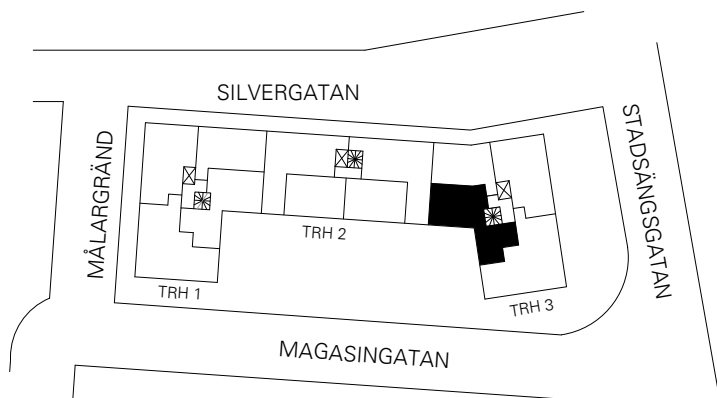 SILVERGATAN
STADSÄNGSGATAN
MÅLARGRÄND
TRH 2
TRH 1
TRH 3
MAGASINGATAN